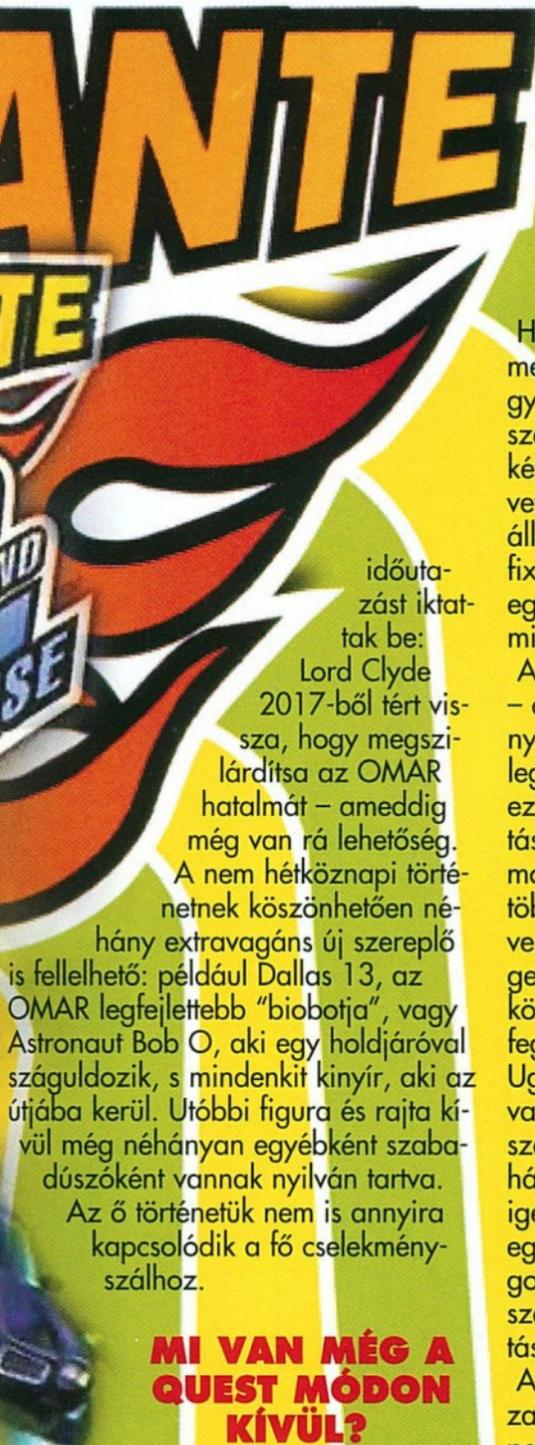 ANTE
TE
ND
SE
időuta-
zást iktat-
tak be:
Lord Clyde
2017-ből tért vis-
sza, hogy megszi-
lárdítsa az OMAR
hatalmát – ameddig
még van rá lehetőség.
A nem hétköznapi törté-
netnek köszönhetően né-
hány extravagáns új szereplő
is fellelhető: például Dallas 13, az
OMAR legfejlettebb "biobotja", vagy
Astronaut Bob O, aki egy holdjáróval
száguldozik, s mindenkit kinyír, aki az
útjába kerül. Utóbbi figura és rajta kí-
vül még néhányan egyébként szaba-
dúszóként vannak nyilván tartva.
Az ő történetük nem is annyira
kapcsolódik a fő cselekmény-
szálhoz.
MI VAN MÉG A
QUEST MÓDON
KÍVÜL?